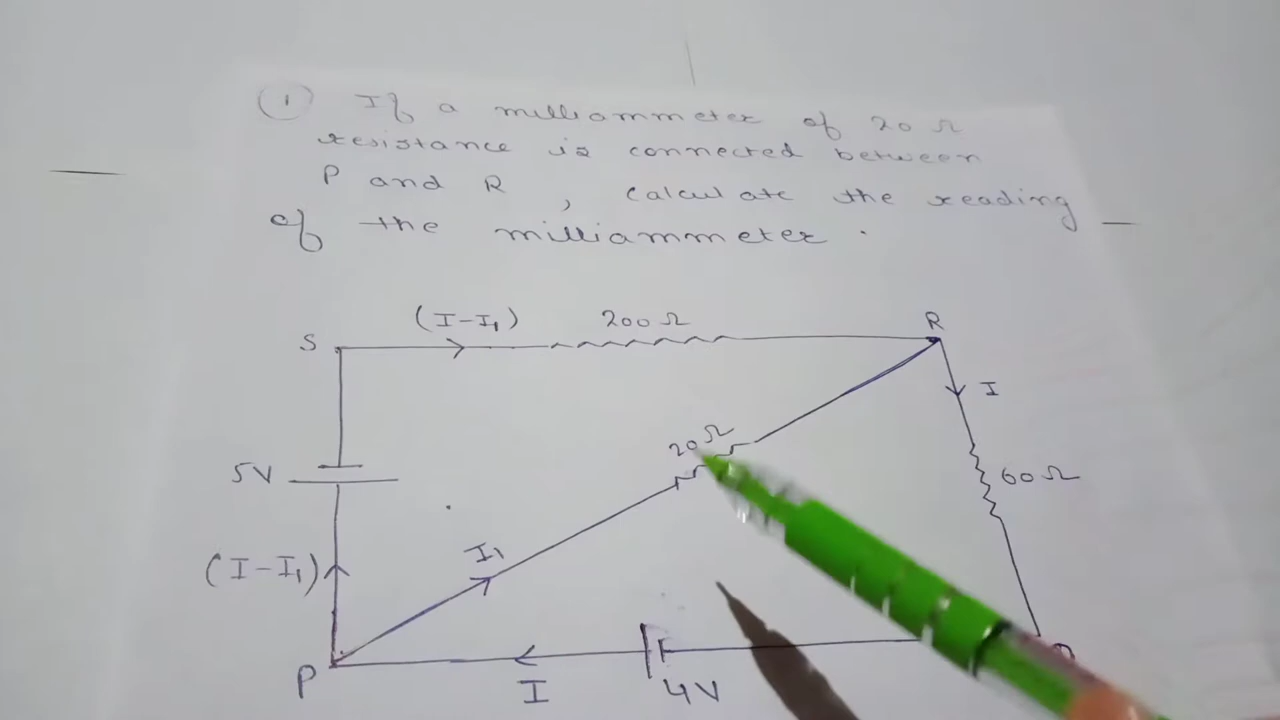 ① If a milliammeter of 20 Ω
resistance is connected between
P and R , calculate the reading
of the milliammeter .
(I-I₁) 200 Ω R
S
I
20 Ω
5V 60 Ω
I₁
(I-I₁)
P I 4V